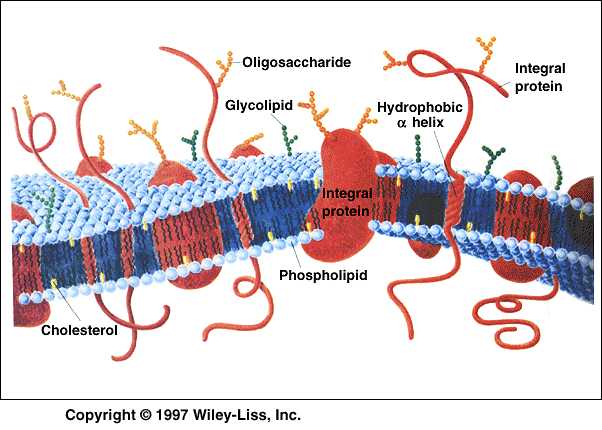 Oligosaccharide
Integral
protein
Glycolipid
Hydrophobic
α helix
Integral
protein
Phospholipid
Cholesterol
Copyright © 1997 Wiley-Liss, Inc.